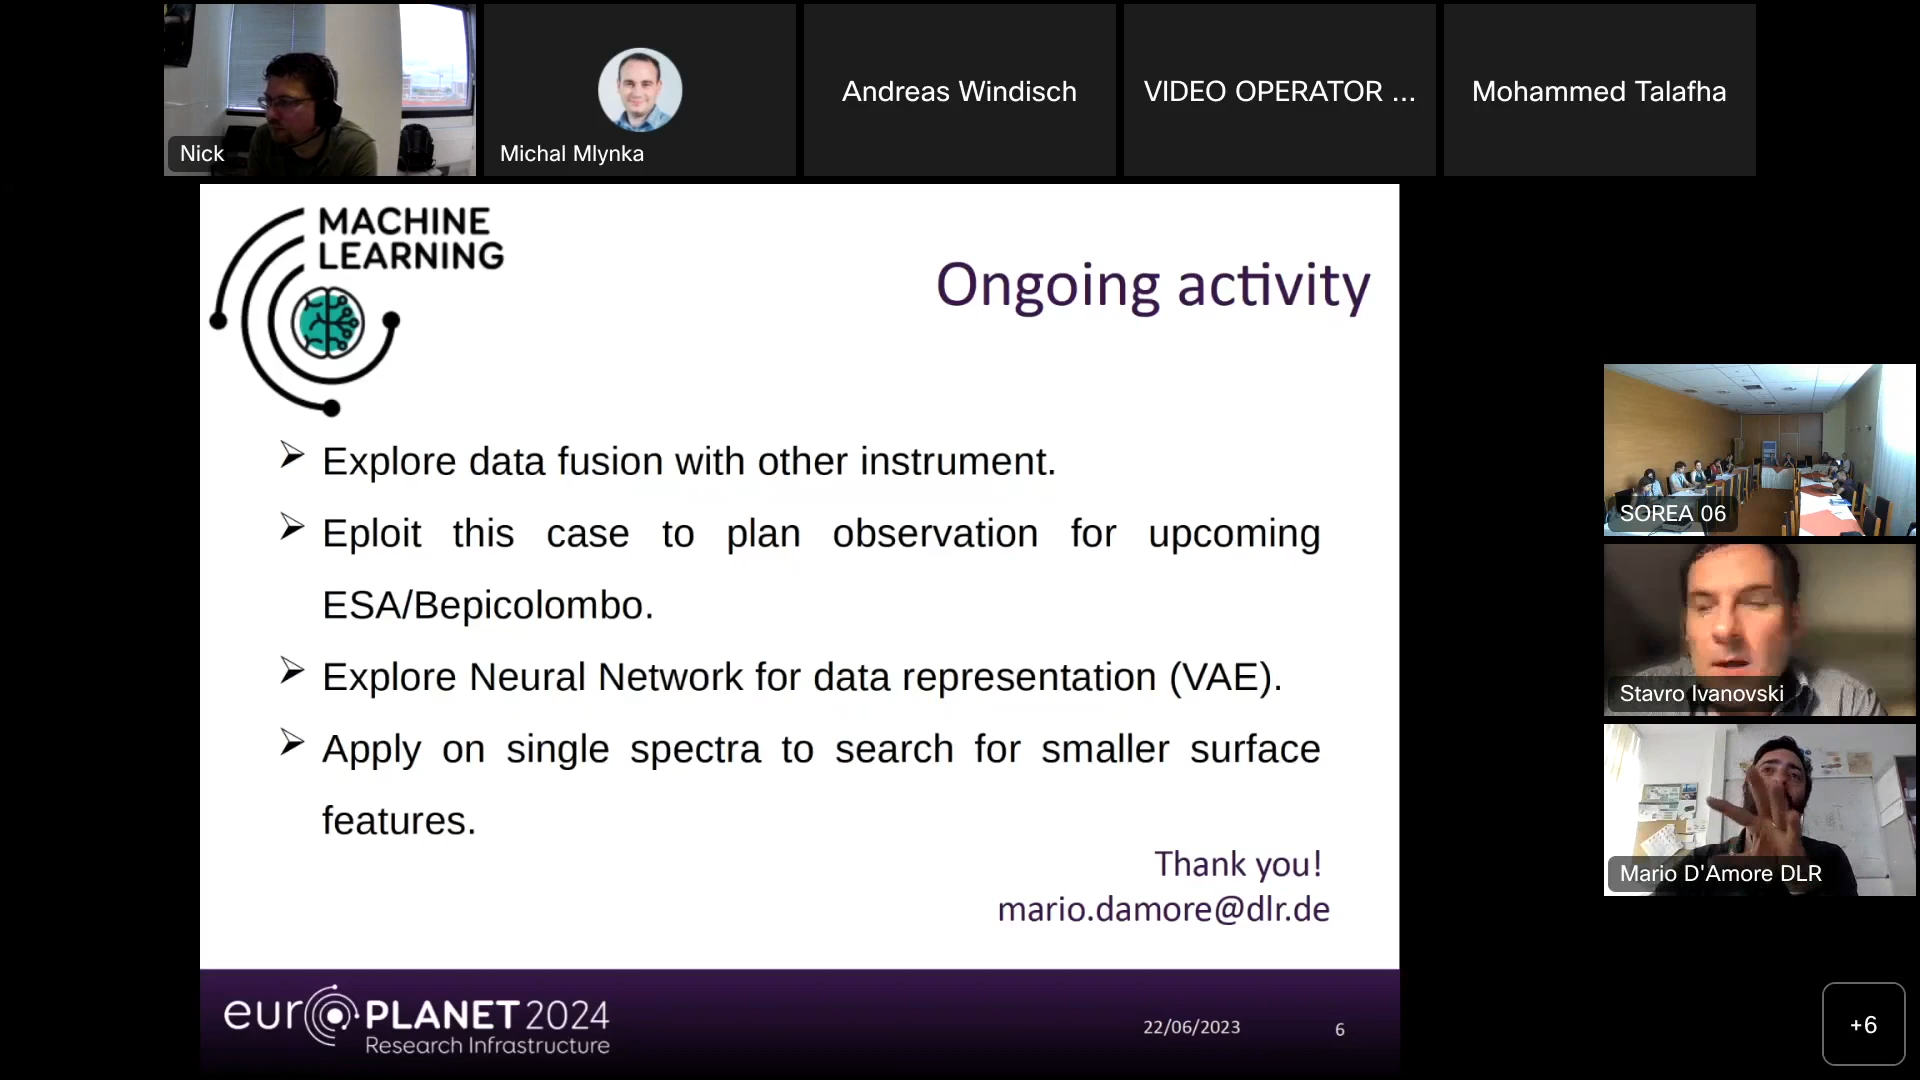 Nick
Michal Mlynka
Andreas Windisch
VIDEO OPERATOR ...
Mohammed Talafha
MACHINE
LEARNING
Ongoing activity
Explore data fusion with other instrument.
Eploit this case to plan observation for upcoming
ESA/Bepicolombo.
Explore Neural Network for data representation (VAE).
Apply on single spectra to search for smaller surface
features.
Thank you!
mario.damore@dlr.de
euroPLANET 2024
Research Infrastructure
22/06/2023
6
SOREA 06
Stavro Ivanovski
Mario D'Amore DLR
+6